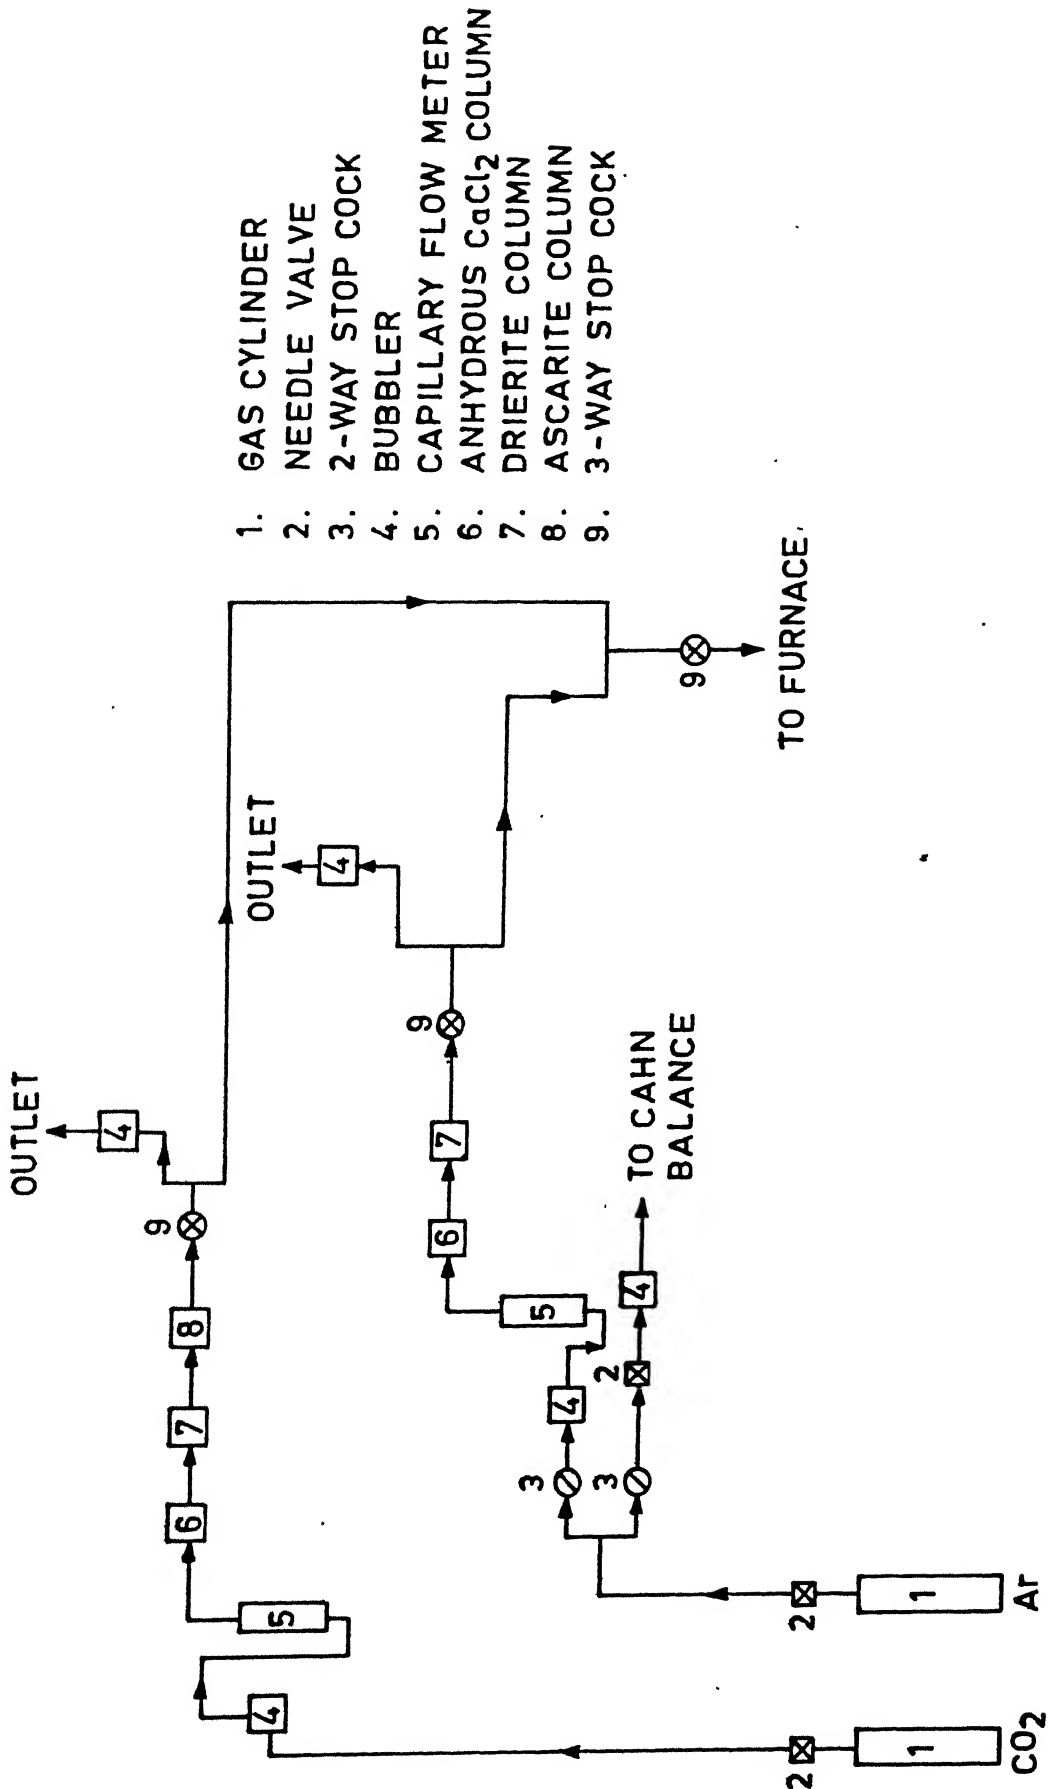 OUTLET
4
9
8
7
6
5
4
2
1
CO2
OUTLET
4
9
7
6
5
4
3
3
2
4
TO CAHN
BALANCE
2
1
Ar
9
TO FURNACE
1. GAS CYLINDER
2. NEEDLE VALVE
3. 2-WAY STOP COCK
4. BUBBLER
5. CAPILLARY FLOW METER
6. ANHYDROUS CaCl2 COLUMN
7. DRIERITE COLUMN
8. ASCARITE COLUMN
9. 3-WAY STOP COCK